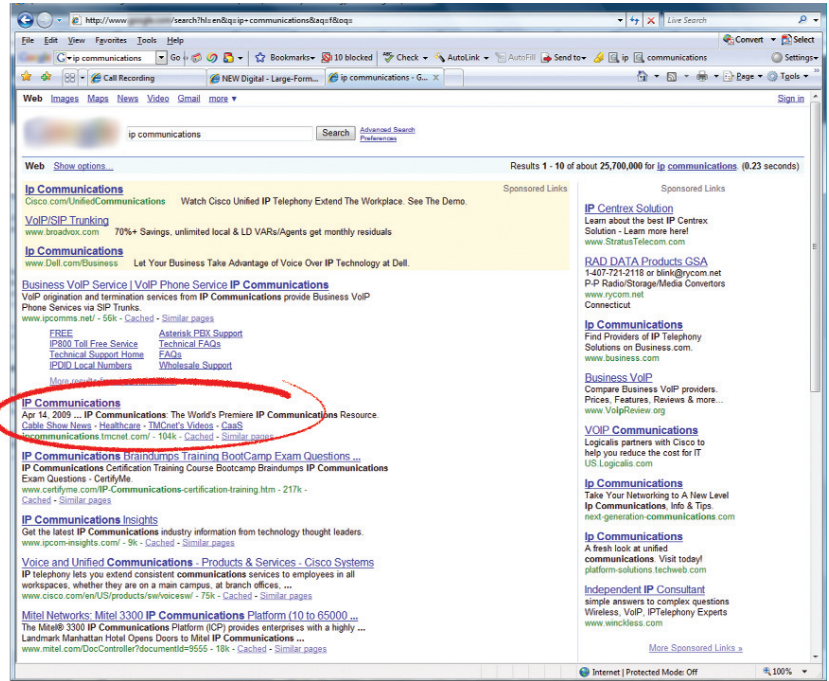 http://www. /search?hl=en&q=ip+communications&aq=f&oq=
Live Search
File Edit View Favorites Tools Help
Convert Select
ip communications Go Bookmarks 10 blocked Check AutoLink AutoFill Send to ip communications Settings
Call Recording NEW Digital - Large-Form... ip communications - G...
Page Tools
Web Images Maps News Video Gmail more
Sign in
ip communications Search Advanced Search
Preferences
Web Show options...
Results 1 - 10 of about 25,700,000 for ip communications. (0.23 seconds)
Ip Communications
Sponsored Links
Cisco.com/UnifiedCommunications Watch Cisco Unified IP Telephony Extend The Workplace. See The Demo.
VoIP/SIP Trunking
www.broadvox.com 70%+ Savings, unlimited local & LD VARs/Agents get monthly residuals
Ip Communications
www.Dell.com/Business Let Your Business Take Advantage of Voice Over IP Technology at Dell.
Business VoIP Service | VoIP Phone Service IP Communications
VoIP origination and termination services from IP Communications provide Business VoIP
Phone Services via SIP Trunks.
www.ipcomms.net/ - 56k - Cached - Similar pages
FREE Asterisk PBX Support
IP800 Toll Free Service Technical FAQs
Technical Support Home FAQs
IPDID Local Numbers Wholesale Support
More results
IP Communications
Apr 14, 2009 ... IP Communications: The World's Premiere IP Communications Resource.
Cable Show News - Healthcare - TMCnet's Videos - CaaS
ipcommunications.tmcnet.com/ - 104k - Cached - Similar pages
IP Communications Braindumps Training BootCamp Exam Questions ...
IP Communications Certification Training Course Bootcamp Braindumps IP Communications
Exam Questions - CertifyMe.
www.certifyme.com/IP-Communications-certification-training.htm - 217k -
Cached - Similar pages
IP Communications Insights
Get the latest IP Communications industry information from technology thought leaders.
www.ipcom-insights.com/ - 9k - Cached - Similar pages
Voice and Unified Communications - Products & Services - Cisco Systems
IP telephony lets you extend consistent communications services to employees in all
workspaces, whether they are on a main campus, at branch offices, ...
www.cisco.com/en/US/products/sw/voicesw/ - 75k - Cached - Similar pages
Mitel Networks: Mitel 3300 IP Communications Platform (10 to 65000 ...
The Mitel® 3300 IP Communications Platform (ICP) provides enterprises with a highly ...
Landmark Manhattan Hotel Opens Doors to Mitel IP Communications ...
www.mitel.com/DocController?documentId=9555 - 18k - Cached - Similar pages
Sponsored Links
IP Centrex Solution
Learn about the best IP Centrex
Solution - Learn more here!
www.StratusTelecom.com
RAD DATA Products GSA
1-407-721-2118 or blink@rycom.net
P-P Radio/Storage/Media Convertors
www.rycom.net
Connecticut
Ip Communications
Find Providers of IP Telephony
Solutions on Business.com.
www.business.com
Business VoIP
Compare Business VoIP providers.
Prices, Features, Reviews & more...
www.VoipReview.org
VOIP Communications
Logicalis partners with Cisco to
help you reduce the cost for IT
US.Logicalis.com
Ip Communications
Take Your Networking to A New Level
Ip Communications, Info & Tips.
next-generation-communications.com
Ip Communications
A fresh look at unified
communications. Visit today!
platform-solutions.techweb.com
Independent IP Consultant
simple answers to complex questions
Wireless, VoIP, IPTelephony Experts
www.winckless.com
More Sponsored Links »
Internet | Protected Mode: Off 100%